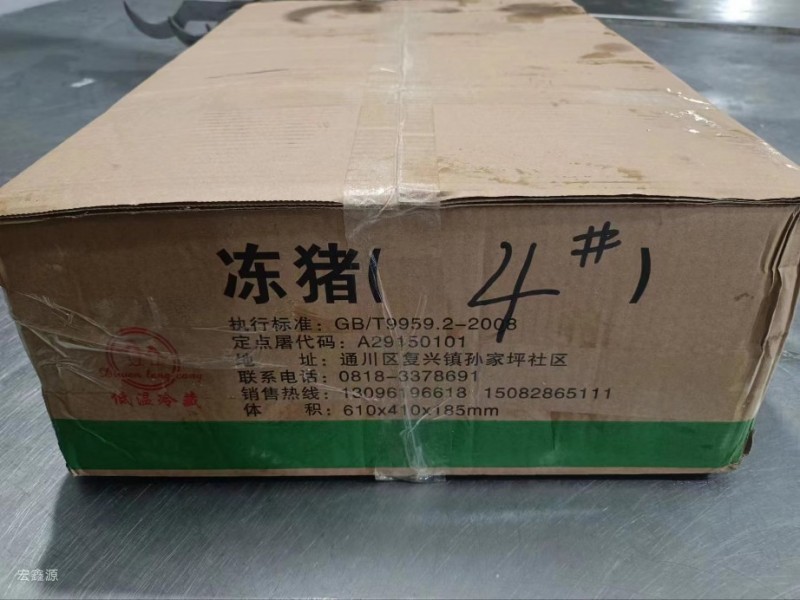 冻猪( 4# )
执行标准：GB/T9959.2-2008
定点屠代码：A29150101
地 址：通川区复兴镇孙家坪社区
联系电话：0818-3378691
销售热线：13096196618 15082865111
体 积：610x410x185mm
低温冷藏
宏鑫源